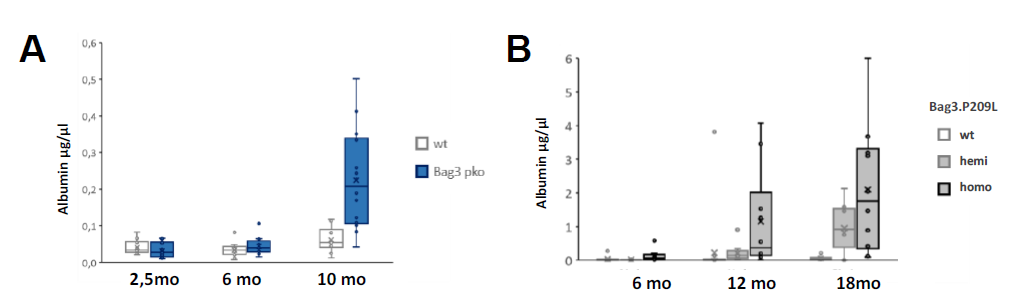 A
Albumin µg/µl
0,6
0,5
0,4
0,3
0,2
0,1
0,0
2,5mo
6 mo
10 mo
wt
Bag3 pko
B
Albumin µg/µl
6
5
4
3
2
1
0
6 mo
12 mo
18mo
Bag3.P209L
wt
hemi
homo